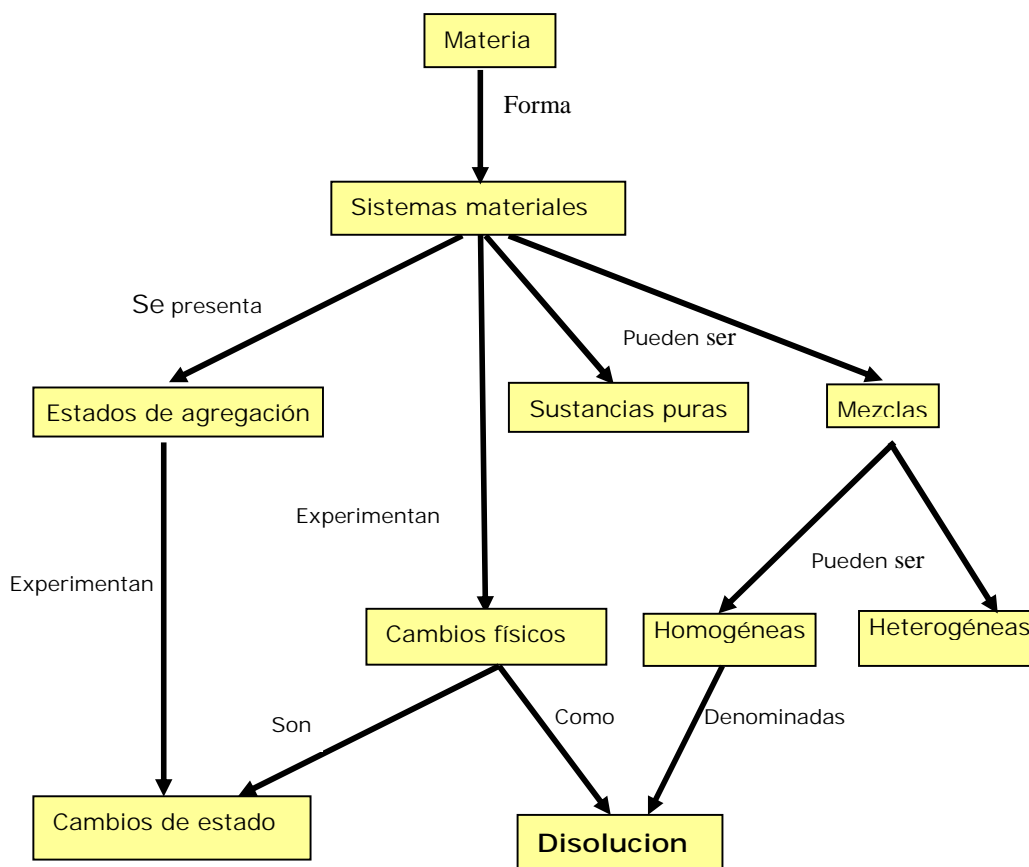 Materia
Forma
Sistemas materiales
Se presenta
Pueden ser
Estados de agregación
Sustancias puras
Mezclas
Experimentan
Pueden ser
Experimentan
Cambios físicos
Homogéneas
Heterogéneas
Son
Como
Denominadas
Cambios de estado
Disolucion